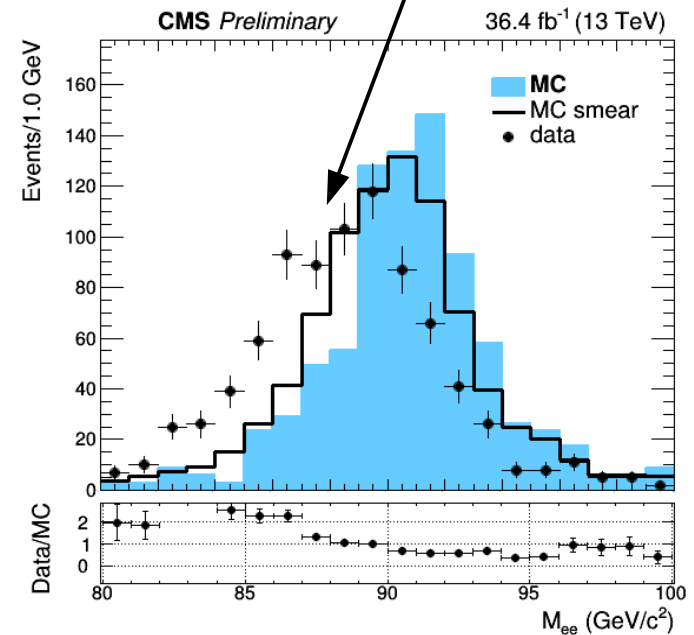 CMS Preliminary 36.4 fb⁻¹ (13 TeV)
Events/1.0 GeV
160
140
120
100
80
60
40
20
0
MC
MC smear
data
Data/MC
2
1
0
80 85 90 95 100
M_ee (GeV/c²)